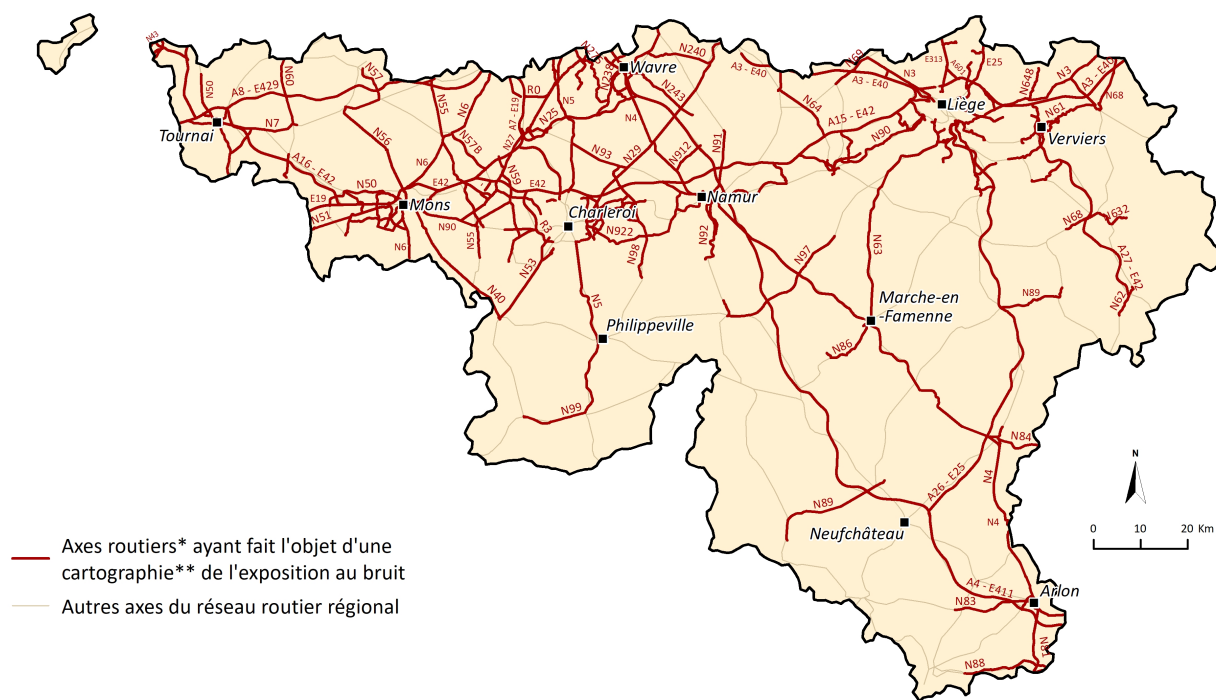 N43
N50
A8 - E429
N60
N57
N7
Tournai
A16 - E42
N50
E19
N51
Mons
N56
N55
N6
N6
E42
N57B
N90
N55
N6
N40
N53
R3
N59
E42
N27
A7 - E19
R0
N25
N5
N275
N238
Wavre
N240
N243
N4
N29
N93
N912
N91
Charleroi
N922
N98
Namur
N92
N97
N5
Philippeville
N99
A3 - E40
N64
A15 - E42
N90
N69
A3 - E40
N3
E313
A601
E25
N648
N3
A3 - E40
N68
N61
Liège
Verviers
N68
N632
A27 - E42
N62
N63
N89
Marche-en
-Famenne
N86
N84
N4
A26 - E25
N89
Neufchâteau
N4
A4 - E411
Arlon
N83
N81
N88
N
0 10 20 Km
Axes routiers* ayant fait l'objet d'une
cartographie** de l'exposition au bruit
Autres axes du réseau routier régional